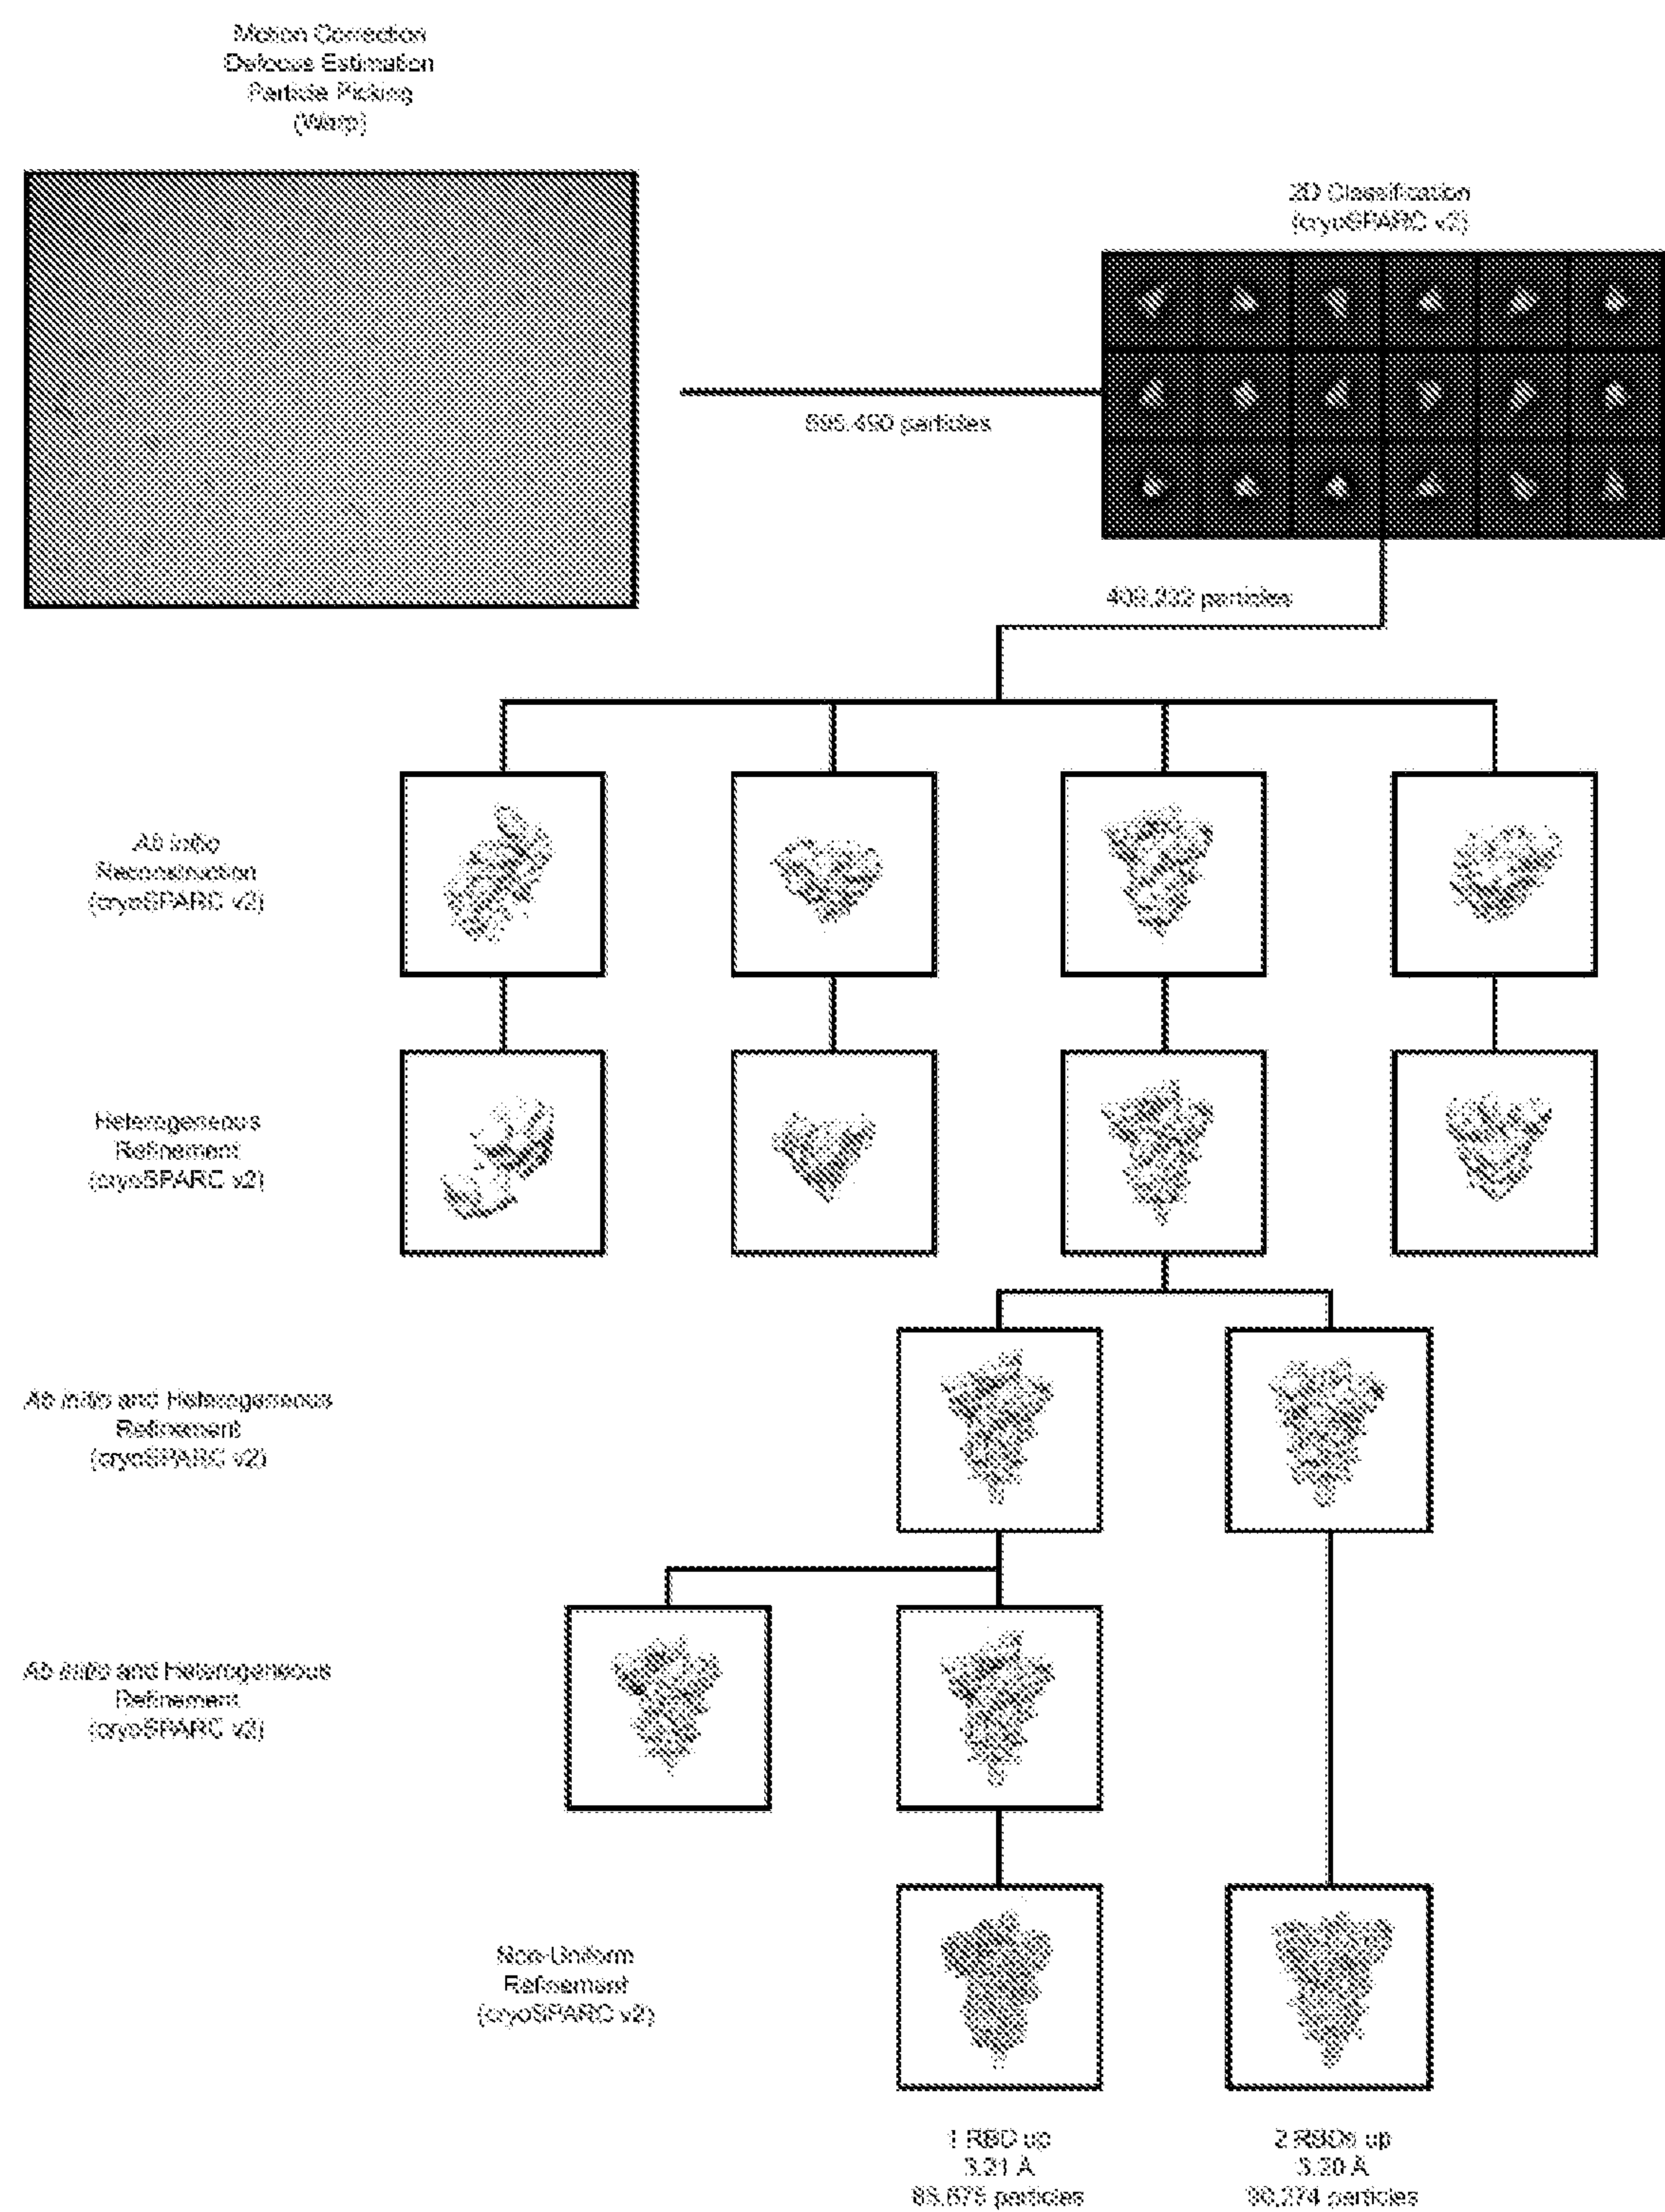 Motion Correction
Defocus Estimation
Particle Picking
(Warp)
2D Classification
(cryoSPARC v2)
particles
particles
Ab initio
Reconstruction
(cryoSPARC v2)
Heterogeneous
Refinement
(cryoSPARC v2)
Ab initio and Heterogeneous
Refinement
(cryoSPARC v2)
Ab initio and Heterogeneous
Refinement
(cryoSPARC v2)
Non-Uniform
Refinement
(cryoSPARC v2)
1 RBD up
Å
particles
2 RBDs up
3.20 Å
particles